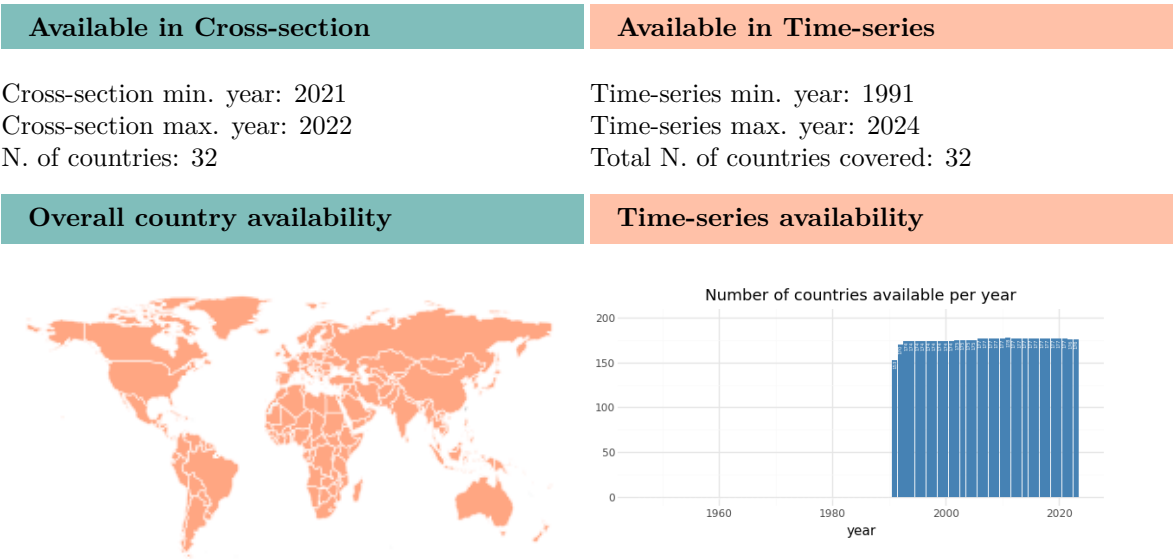 Available in Cross-section
Available in Time-series
Cross-section min. year: 2021
Cross-section max. year: 2022
N. of countries: 32
Time-series min. year: 1991
Time-series max. year: 2024
Total N. of countries covered: 32
Overall country availability
Time-series availability
Number of countries available per year
200
150
100
50
0
1960
1980
2000
2020
year